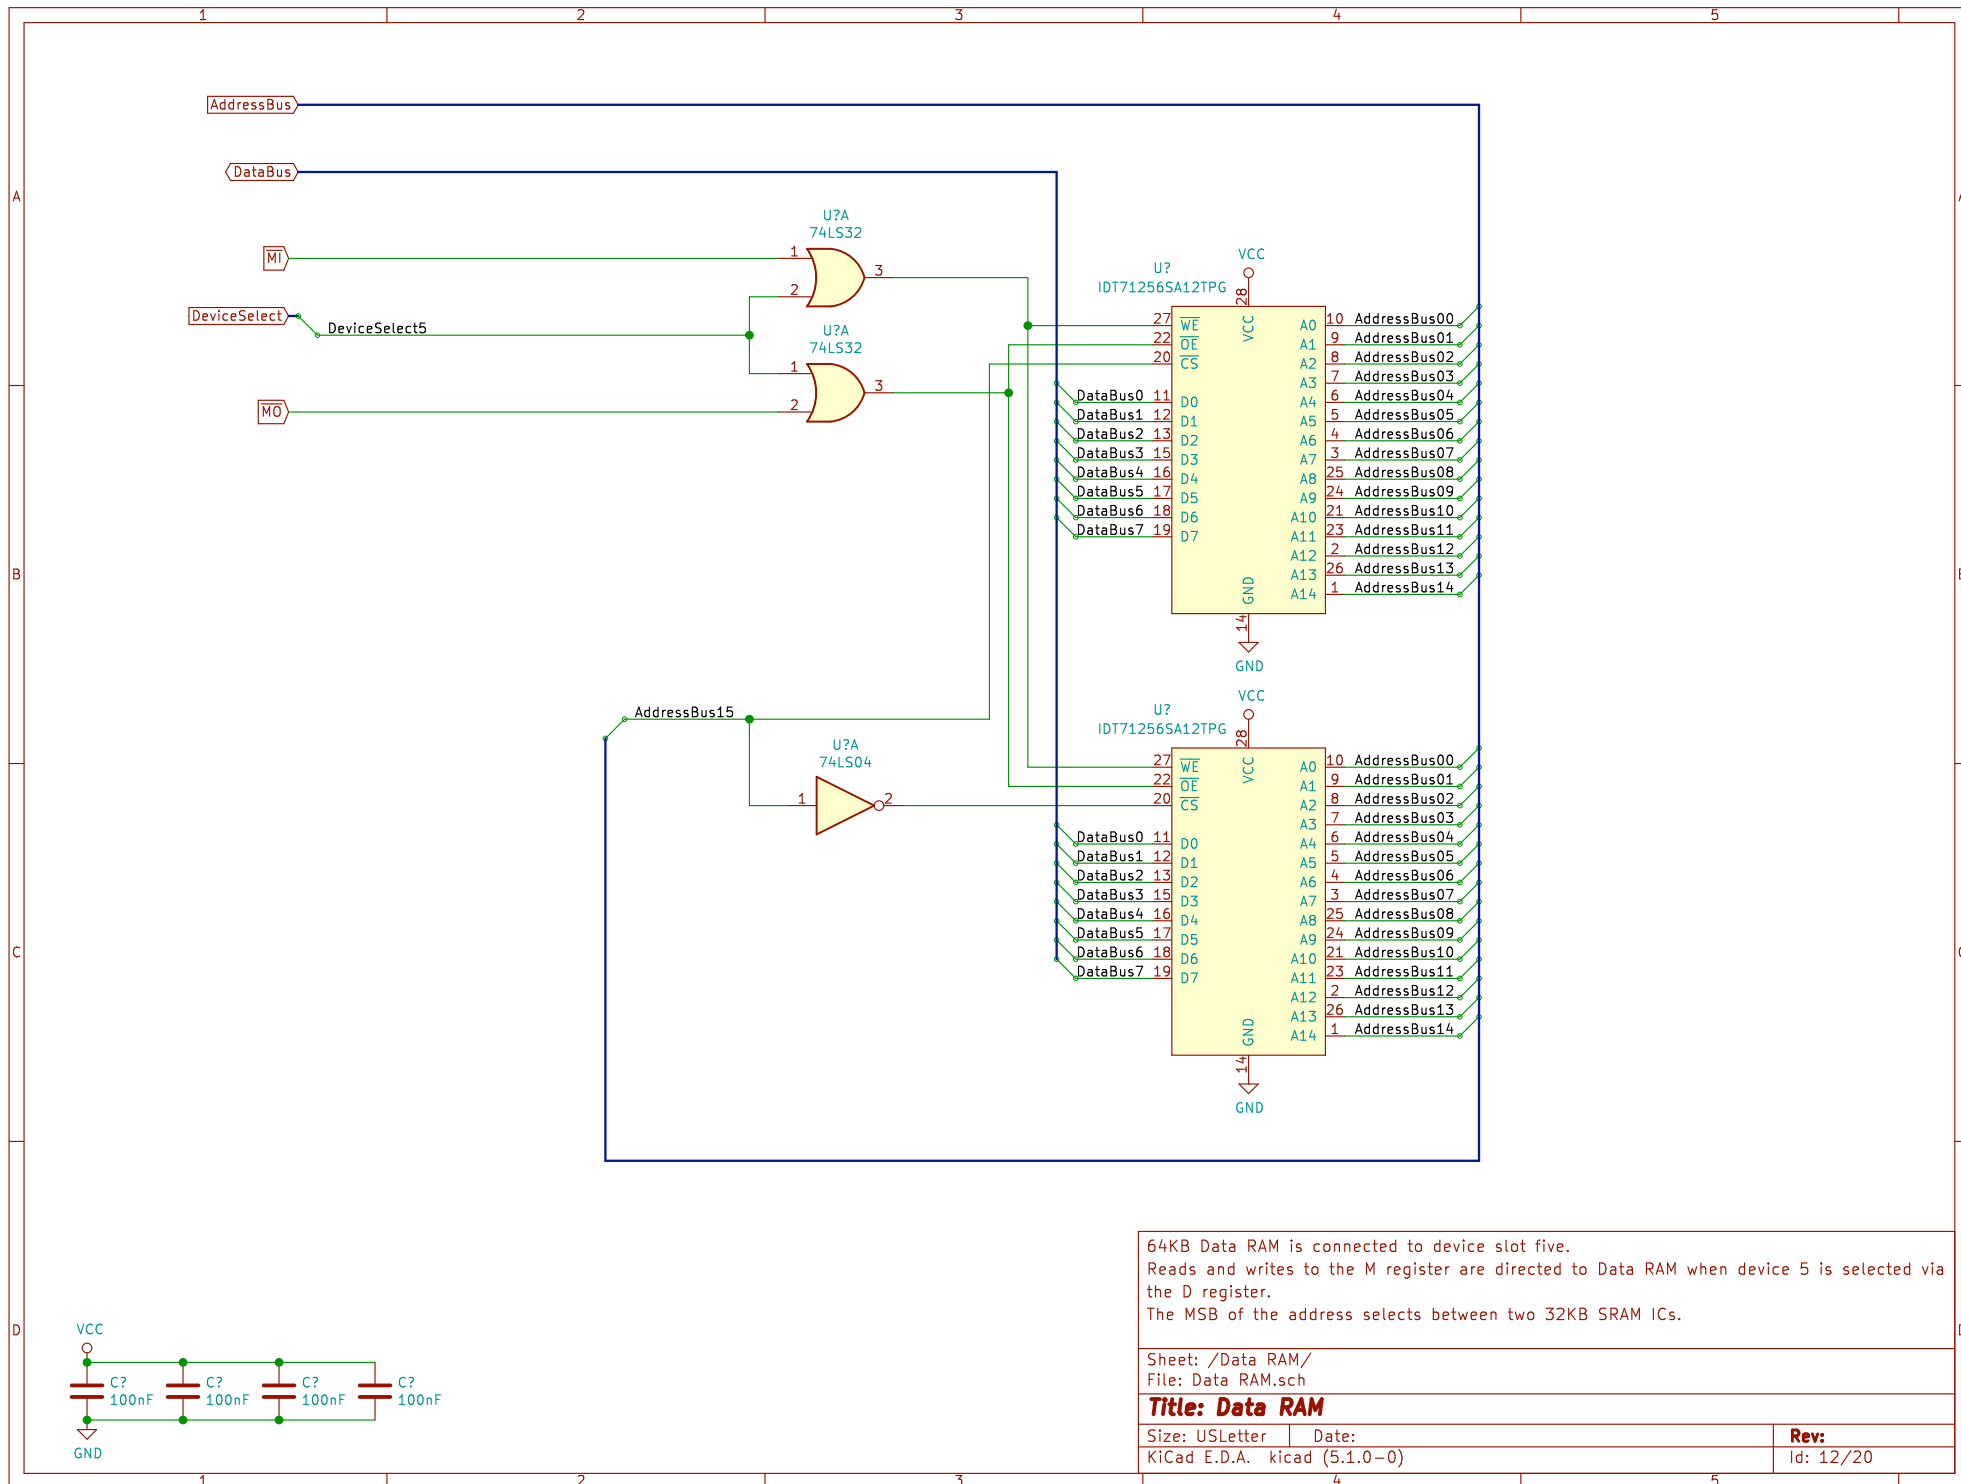 1 2 3 4 5
A
B
C
D
AddressBus
DataBus
MI
DeviceSelect
DeviceSelect5
MO
U?A
74LS32
1
2
3
U?A
74LS32
1
2
3
AddressBus15
U?A
74LS04
1
2
U?
IDT71256SA12TPG
VCC
28
VCC
27 WE
22 OE
20 CS
DataBus0 11 D0
DataBus1 12 D1
DataBus2 13 D2
DataBus3 15 D3
DataBus4 16 D4
DataBus5 17 D5
DataBus6 18 D6
DataBus7 19 D7
A0 10 AddressBus00
A1 9 AddressBus01
A2 8 AddressBus02
A3 7 AddressBus03
A4 6 AddressBus04
A5 5 AddressBus05
A6 4 AddressBus06
A7 3 AddressBus07
A8 25 AddressBus08
A9 24 AddressBus09
A10 21 AddressBus10
A11 23 AddressBus11
A12 2 AddressBus12
A13 26 AddressBus13
A14 1 AddressBus14
GND
14
GND
U?
IDT71256SA12TPG
VCC
28
VCC
27 WE
22 OE
20 CS
DataBus0 11 D0
DataBus1 12 D1
DataBus2 13 D2
DataBus3 15 D3
DataBus4 16 D4
DataBus5 17 D5
DataBus6 18 D6
DataBus7 19 D7
A0 10 AddressBus00
A1 9 AddressBus01
A2 8 AddressBus02
A3 7 AddressBus03
A4 6 AddressBus04
A5 5 AddressBus05
A6 4 AddressBus06
A7 3 AddressBus07
A8 25 AddressBus08
A9 24 AddressBus09
A10 21 AddressBus10
A11 23 AddressBus11
A12 2 AddressBus12
A13 26 AddressBus13
A14 1 AddressBus14
GND
14
GND
VCC
C? C? C? C?
100nF 100nF 100nF 100nF
GND
64KB Data RAM is connected to device slot five.
Reads and writes to the M register are directed to Data RAM when device 5 is selected via
the D register.
The MSB of the address selects between two 32KB SRAM ICs.
Sheet: /Data RAM/
File: Data RAM.sch
Title: Data RAM
Size: USLetter Date: Rev:
KiCad E.D.A. kicad (5.1.0-0) Id: 12/20
1 2 3 4 5